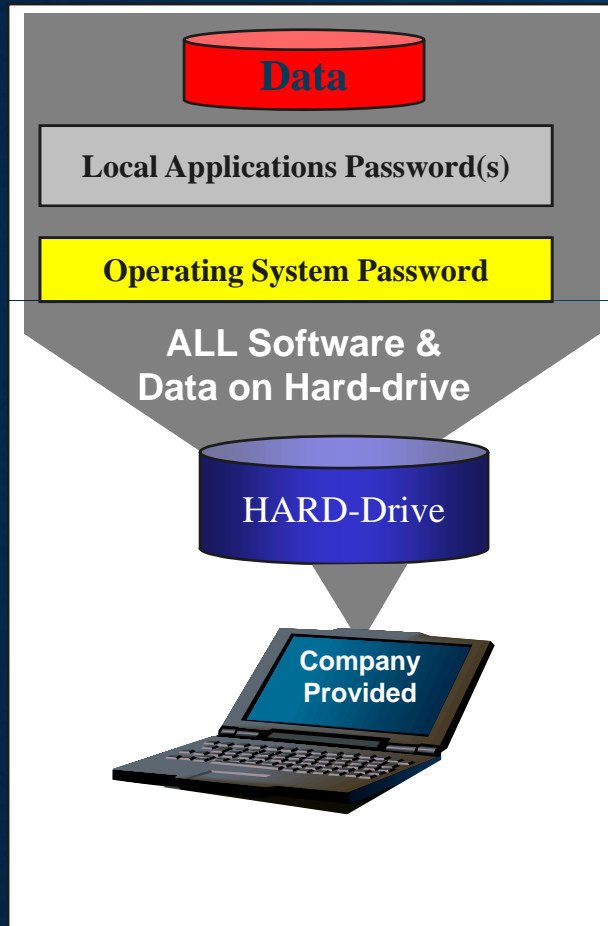 Data
Local Applications Password(s)
Operating System Password
ALL Software &
Data on Hard-drive
HARD-Drive
Company
Provided